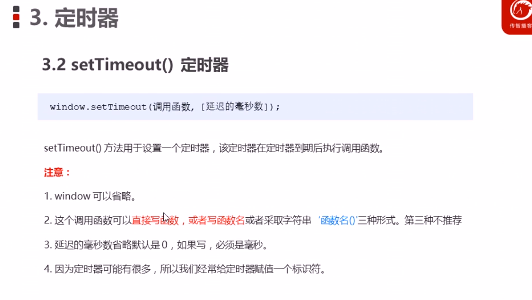 3. 定时器
传智播客
3.2 setTimeout() 定时器
window.setTimeout(调用函数, [延迟的毫秒数]);
setTimeout() 方法用于设置一个定时器，该定时器在定时器到期后执行调用函数。
注意：
1. window 可以省略。
2. 这个调用函数可以直接写函数，或者写函数名或者采取字符串 '函数名()'三种形式。第三种不推荐
3. 延迟的毫秒数省略默认是 0，如果写，必须是毫秒。
4. 因为定时器可能有很多，所以我们经常给定时器赋值一个标识符。